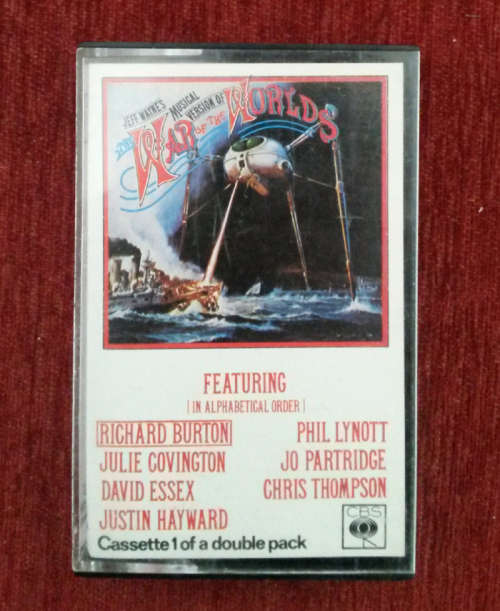 JEFF WAYNE'S
MUSICAL
VERSION OF
THE
WAR OF THE WORLDS
FEATURING
| IN ALPHABETICAL ORDER |
RICHARD BURTON
JULIE COVINGTON
DAVID ESSEX
JUSTIN HAYWARD
PHIL LYNOTT
JO PARTRIDGE
CHRIS THOMPSON
CBS
Cassette 1 of a double pack